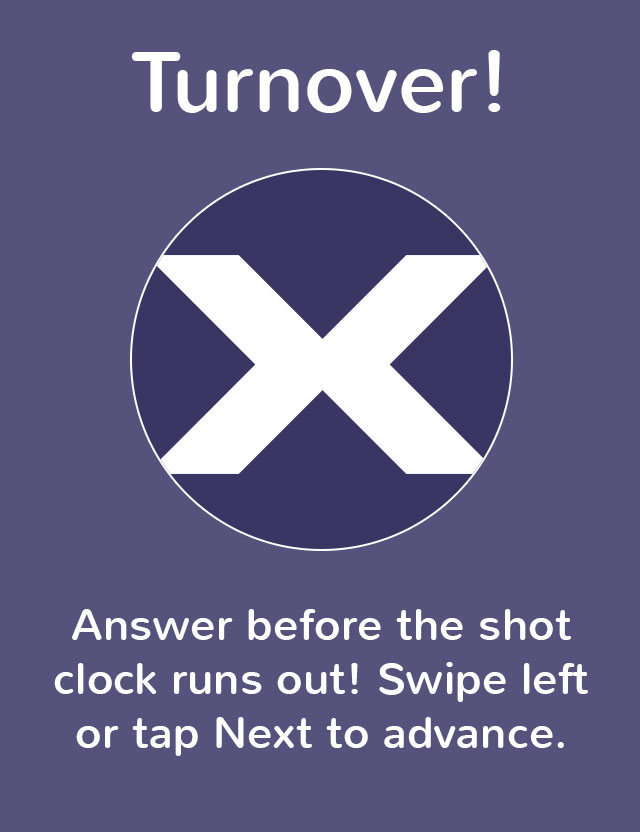 Turnover!
Answer before the shot
clock runs out! Swipe left
or tap Next to advance.